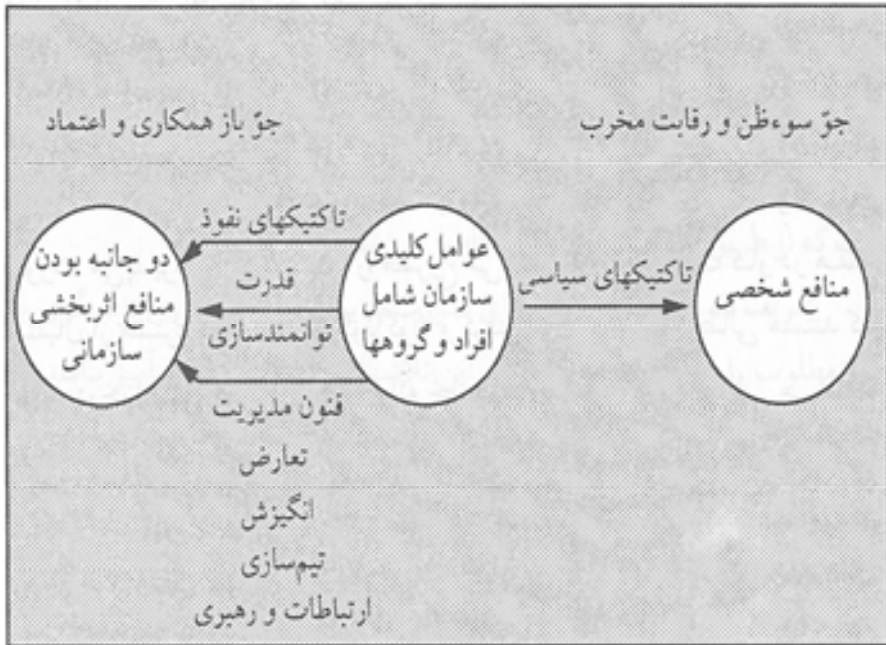 جوّ سوءظن و رقابت مخرب
جوّ باز همکاری و اعتماد
منافع شخصی
تاکتیکهای سیاسی
عوامل کلیدی
سازمان شامل
افراد و گروهها
تاکتیکهای نفوذ
قدرت
توانمندسازی
فنون مدیریت
تعارض
انگیزش
تیم‌سازی
ارتباطات و رهبری
دو جانبه بودن
منافع اثربخشی
سازمانی